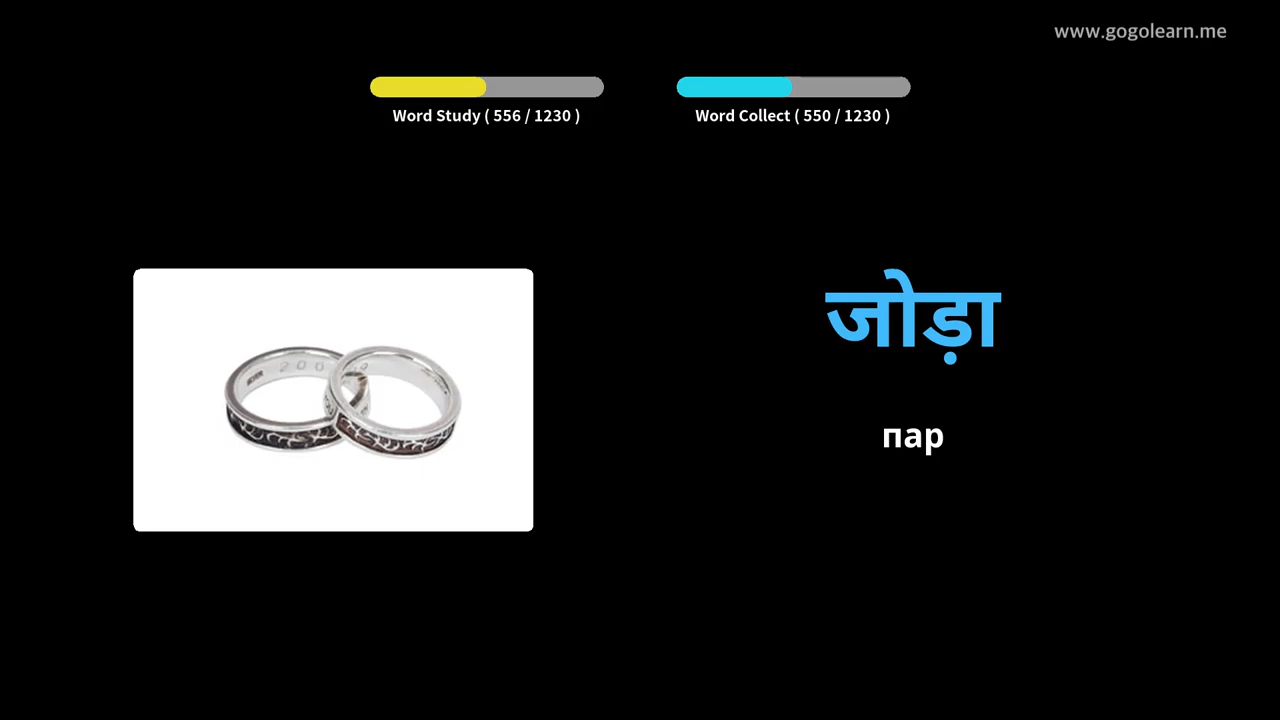 www.gogolearn.me
Word Study ( 556 / 1230 )
Word Collect ( 550 / 1230 )
जोड़ा
пар